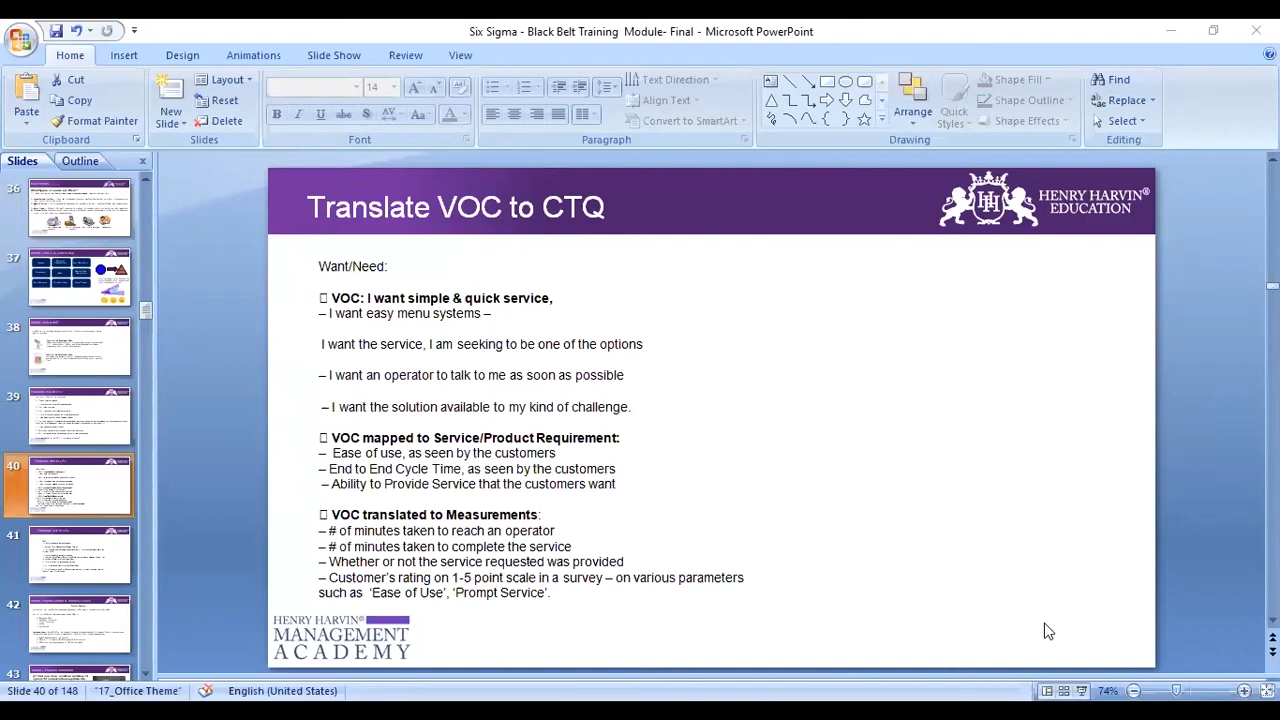 Six Sigma - Black Belt Training Module- Final - Microsoft PowerPoint
Home Insert Design Animations Slide Show Review View
Paste
Cut
Copy
Format Painter
Clipboard
New
Slide
Layout
Reset
Delete
Slides
14
B I U S abc AV Aa A
Font
Text Direction
Align Text
Convert to SmartArt
Paragraph
Arrange
Quick
Styles
Shape Fill
Shape Outline
Shape Effects
Drawing
Find
Replace
Select
Editing
Slides Outline
36
37
38
39
40
41
42
43
Translate VOC to CTQ
HENRY HARVIN®
EDUCATION
Want/Need:
VOC: I want simple & quick service,
– I want easy menu systems –
I want the service, I am seeking to be one of the options
– I want an operator to talk to me as soon as possible
I want the solution available for my kind of challenge.
VOC mapped to Service/Product Requirement:
– Ease of use, as seen by the customers
– End to End Cycle Time, as seen by the customers
– Ability to Provide Service that the customers want
VOC translated to Measurements:
– # of minutes taken to reach an operator
– # of minutes taken to complete the service
– Whether or not the service requested was provided
– Customer's rating on 1-5 point scale in a survey – on various parameters
such as 'Ease of Use', 'Prompt Service'.
HENRY HARVIN®
MANAGEMENT
ACADEMY
Slide 40 of 148 "17_Office Theme" English (United States) 74%